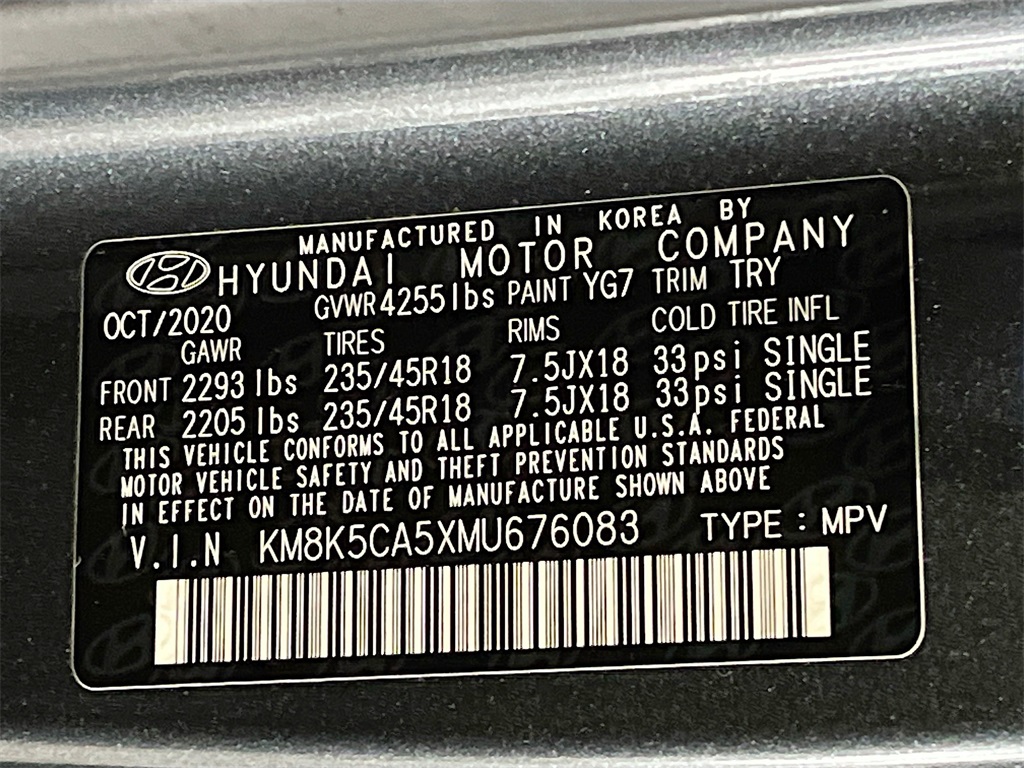 MANUFACTURED IN KOREA BY
HYUNDAI MOTOR COMPANY
OCT/2020 GVWR 4255 lbs PAINT YG7 TRIM TRY
GAWR TIRES RIMS COLD TIRE INFL
FRONT 2293 lbs 235/45R18 7.5JX18 33psi SINGLE
REAR 2205 lbs 235/45R18 7.5JX18 33psi SINGLE
THIS VEHICLE CONFORMS TO ALL APPLICABLE U.S.A. FEDERAL
MOTOR VEHICLE SAFETY AND THEFT PREVENTION STANDARDS
IN EFFECT ON THE DATE OF MANUFACTURE SHOWN ABOVE
V.I.N KM8K5CA5XMU676083 TYPE : MPV